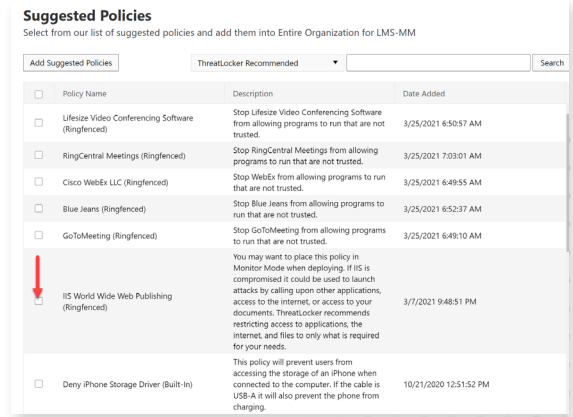 Suggested Policies
Select from our list of suggested policies and add them into Entire Organization for LMS-MM
Add Suggested Policies
ThreatLocker Recommended
Search
Policy Name
Description
Date Added
Lifesize Video Conferencing Software
(Ringfenced)
Stop Lifesize Video Conferencing Software
from allowing programs to run that are not
trusted.
3/25/2021 6:50:57 AM
RingCentral Meetings (Ringfenced)
Stop RingCentral Meetings from allowing
programs to run that are not trusted.
3/25/2021 7:03:01 AM
Cisco WebEx LLC (Ringfenced)
Stop WebEx from allowing programs to run
that are not trusted.
3/25/2021 6:49:55 AM
Blue Jeans (Ringfenced)
Stop Blue Jeans from allowing programs to
run that are not trusted.
3/25/2021 6:52:37 AM
GoToMeeting (Ringfenced)
Stop GoToMeeting from allowing programs
to run that are not trusted.
3/25/2021 6:49:10 AM
IIS World Wide Web Publishing
(Ringfenced)
You may want to place this policy in
Monitor Mode when deploying. If IIS is
compromised it could be used to launch
attacks by calling upon other applications,
access to the internet, or access to your
documents. ThreatLocker recommends
restricting access to applications, the
internet, and files to only what is required
for your needs.
3/7/2021 9:48:51 PM
Deny iPhone Storage Driver (Built-In)
This policy will prevent users from
accessing the storage of an iPhone when
connected to the computer. If the cable is
USB-A it will also prevent the phone from
charging.
10/21/2020 12:51:52 PM